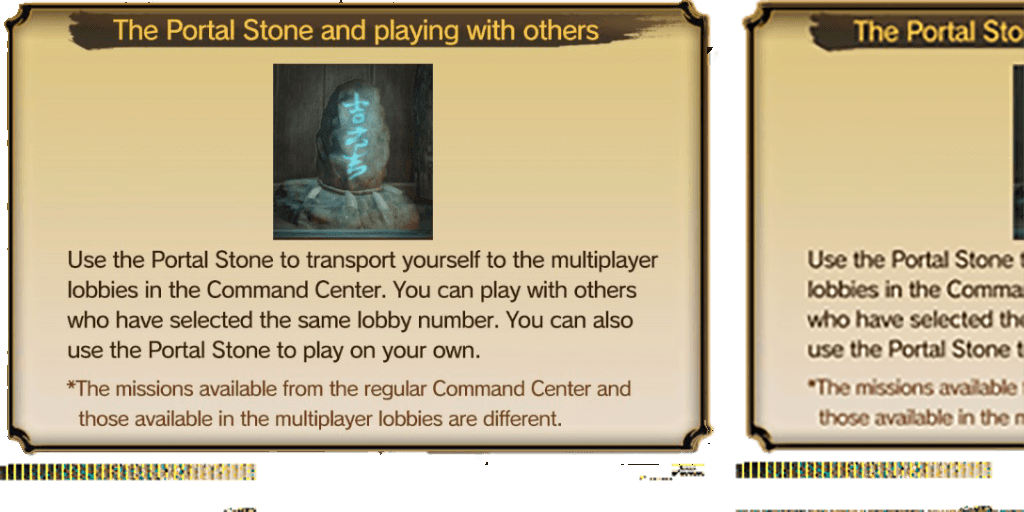 The Portal Stone and playing with others
Use the Portal Stone to transport yourself to the multiplayer
lobbies in the Command Center. You can play with others
who have selected the same lobby number. You can also
use the Portal Stone to play on your own.
*The missions available from the regular Command Center and
those available in the multiplayer lobbies are different.
The Portal
Use the Portal Stone
lobbies in the
who have selected
use the Portal Stone
*The missions available
those available in the